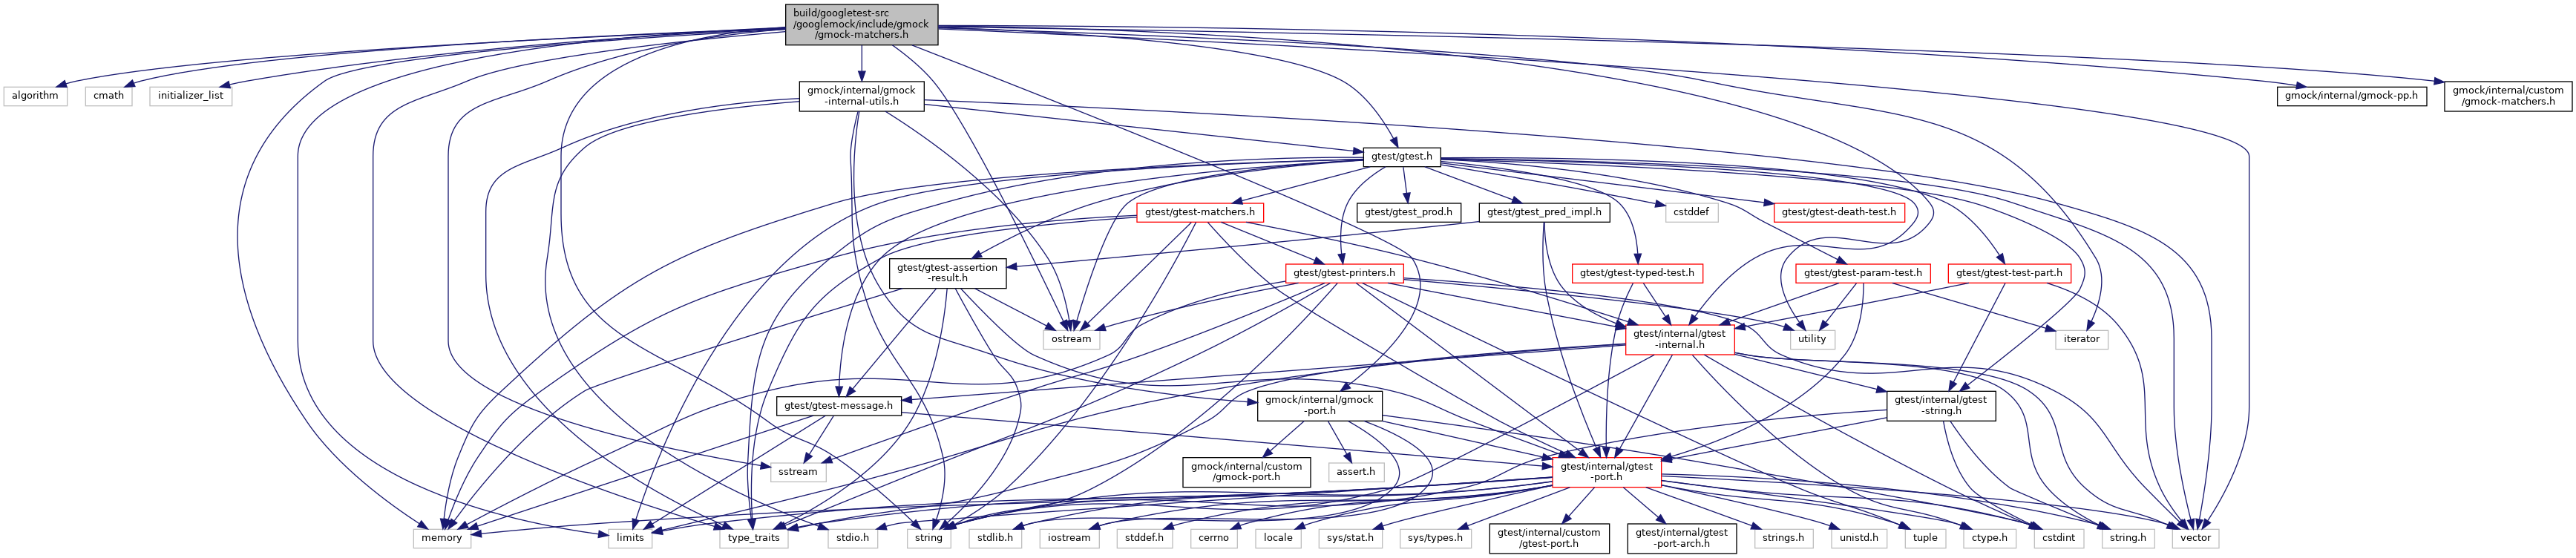 build/googletest-src
/googlemock/include/gmock
/gmock-matchers.h
algorithm
cmath
initializer_list
gmock/internal/gmock
-internal-utils.h
gmock/internal/gmock-pp.h
gmock/internal/custom
/gmock-matchers.h
gtest/gtest.h
gtest/gtest-matchers.h
gtest/gtest_prod.h
gtest/gtest_pred_impl.h
cstddef
gtest/gtest-death-test.h
gtest/gtest-assertion
-result.h
gtest/gtest-printers.h
gtest/gtest-typed-test.h
gtest/gtest-param-test.h
gtest/gtest-test-part.h
ostream
gtest/internal/gtest
-internal.h
utility
iterator
gtest/gtest-message.h
gmock/internal/gmock
-port.h
gtest/internal/gtest
-string.h
sstream
gmock/internal/custom
/gmock-port.h
assert.h
gtest/internal/gtest
-port.h
memory
limits
type_traits
stdio.h
string
stdlib.h
iostream
stddef.h
cerrno
locale
sys/stat.h
sys/types.h
gtest/internal/custom
/gtest-port.h
gtest/internal/gtest
-port-arch.h
strings.h
unistd.h
tuple
ctype.h
cstdint
string.h
vector